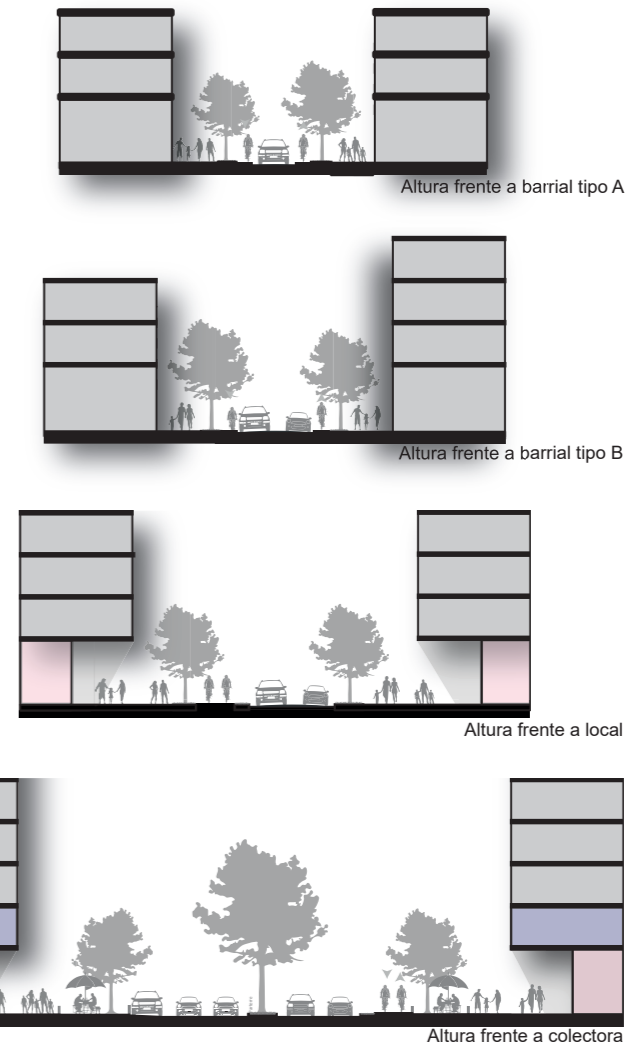 Altura frente a barrial tipo A
Altura frente a barrial tipo B
Altura frente a local
Altura frente a colectora